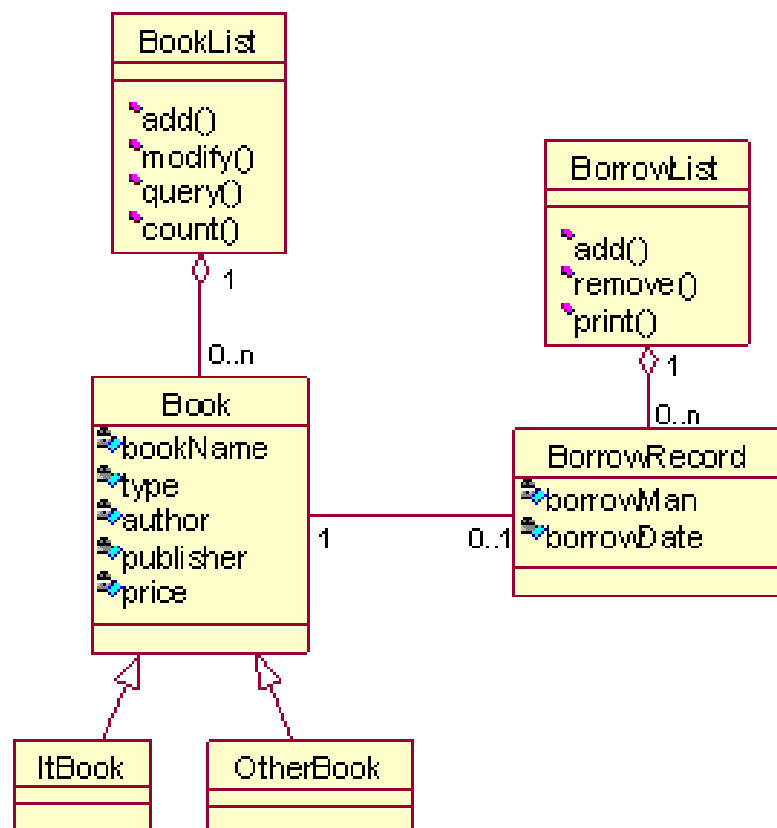 BookList
add()
modify()
query()
count()
1
0..n
BorrowList
add()
remove()
print()
1
0..n
Book
bookName
type
author
publisher
price
1
0..1
BorrowRecord
borrowMan
borrowDate
ItBook
OtherBook